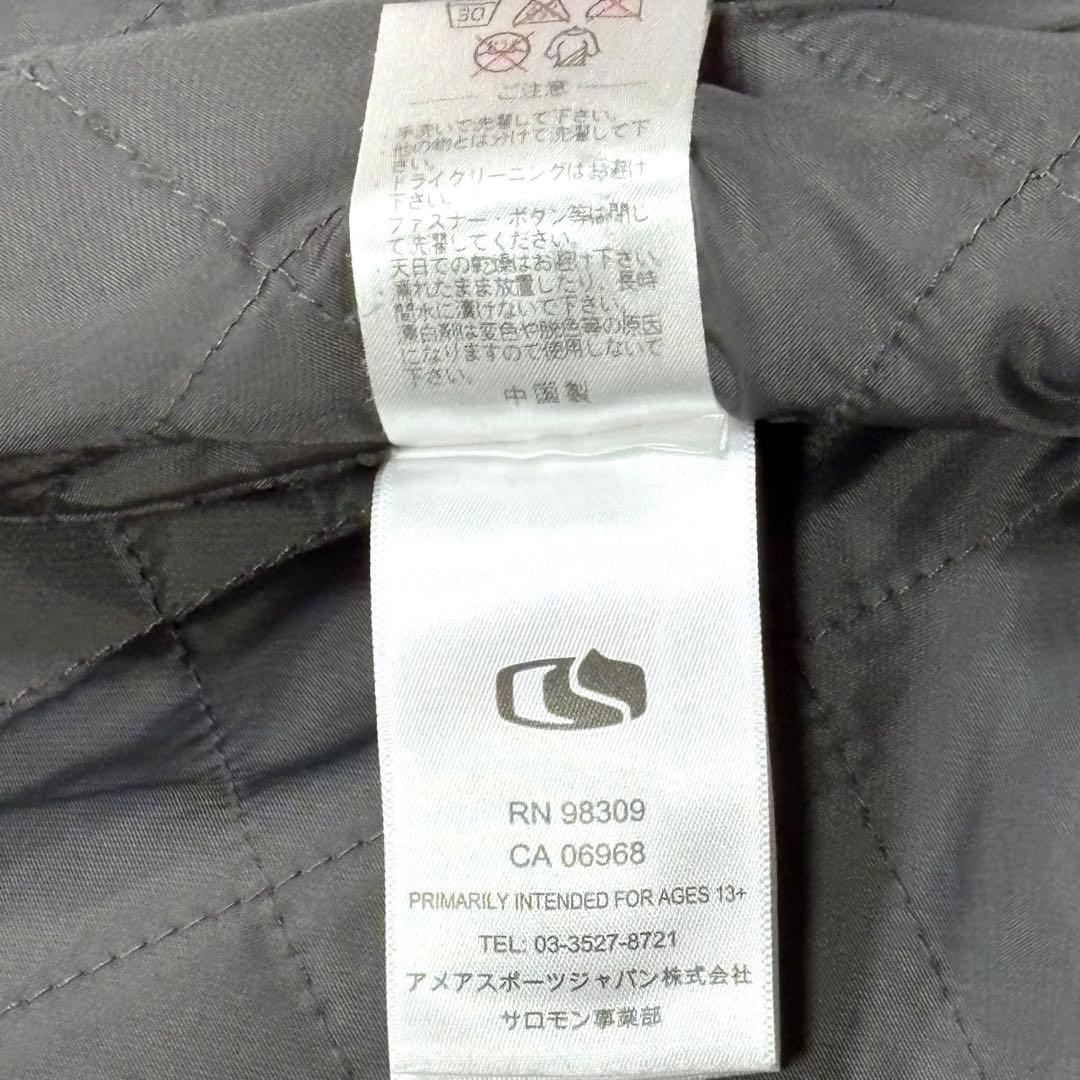 30
ご注意
・手洗いで洗濯して下さい。
・他の物とは分けて洗濯して下
さい。
・ドライクリーニングはお避け
下さい。
・ファスナー・ボタン等は閉じ
て洗濯してください。
・天日での乾燥はお避け下さい
・濡れたまま放置したり、長時
間水に漬けないで下さい。
・漂白剤は変色や脱色等の原因
になりますので使用しないで
下さい。
中国製
RN 98309
CA 06968
PRIMARILY INTENDED FOR AGES 13+
TEL: 03-3527-8721
アメアスポーツジャパン株式会社
サロモン事業部